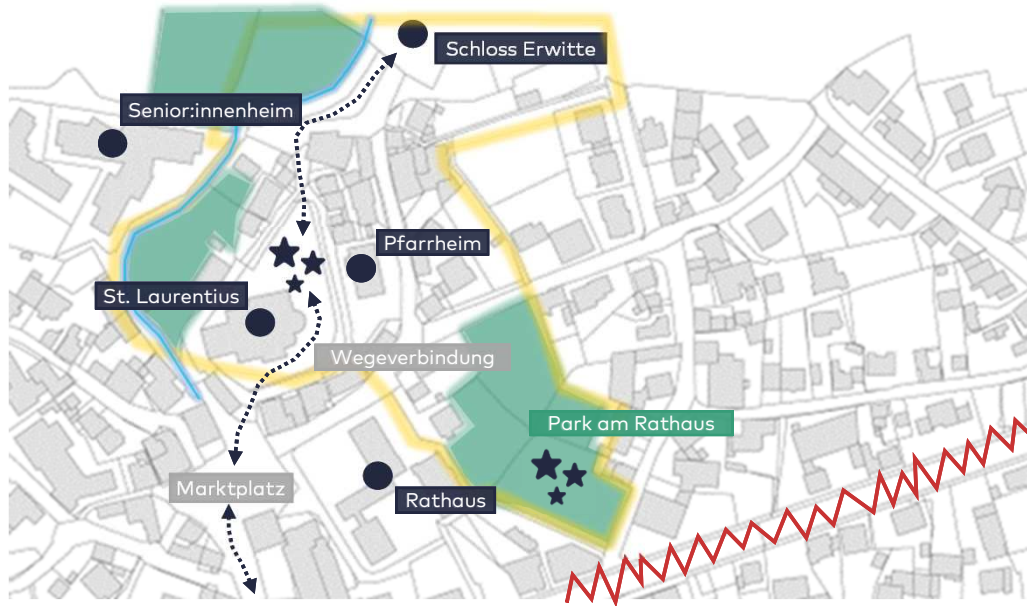 Schloss Erwitte
Senior:innenheim
Pfarrheim
St. Laurentius
Wegeverbindung
Park am Rathaus
Marktplatz
Rathaus